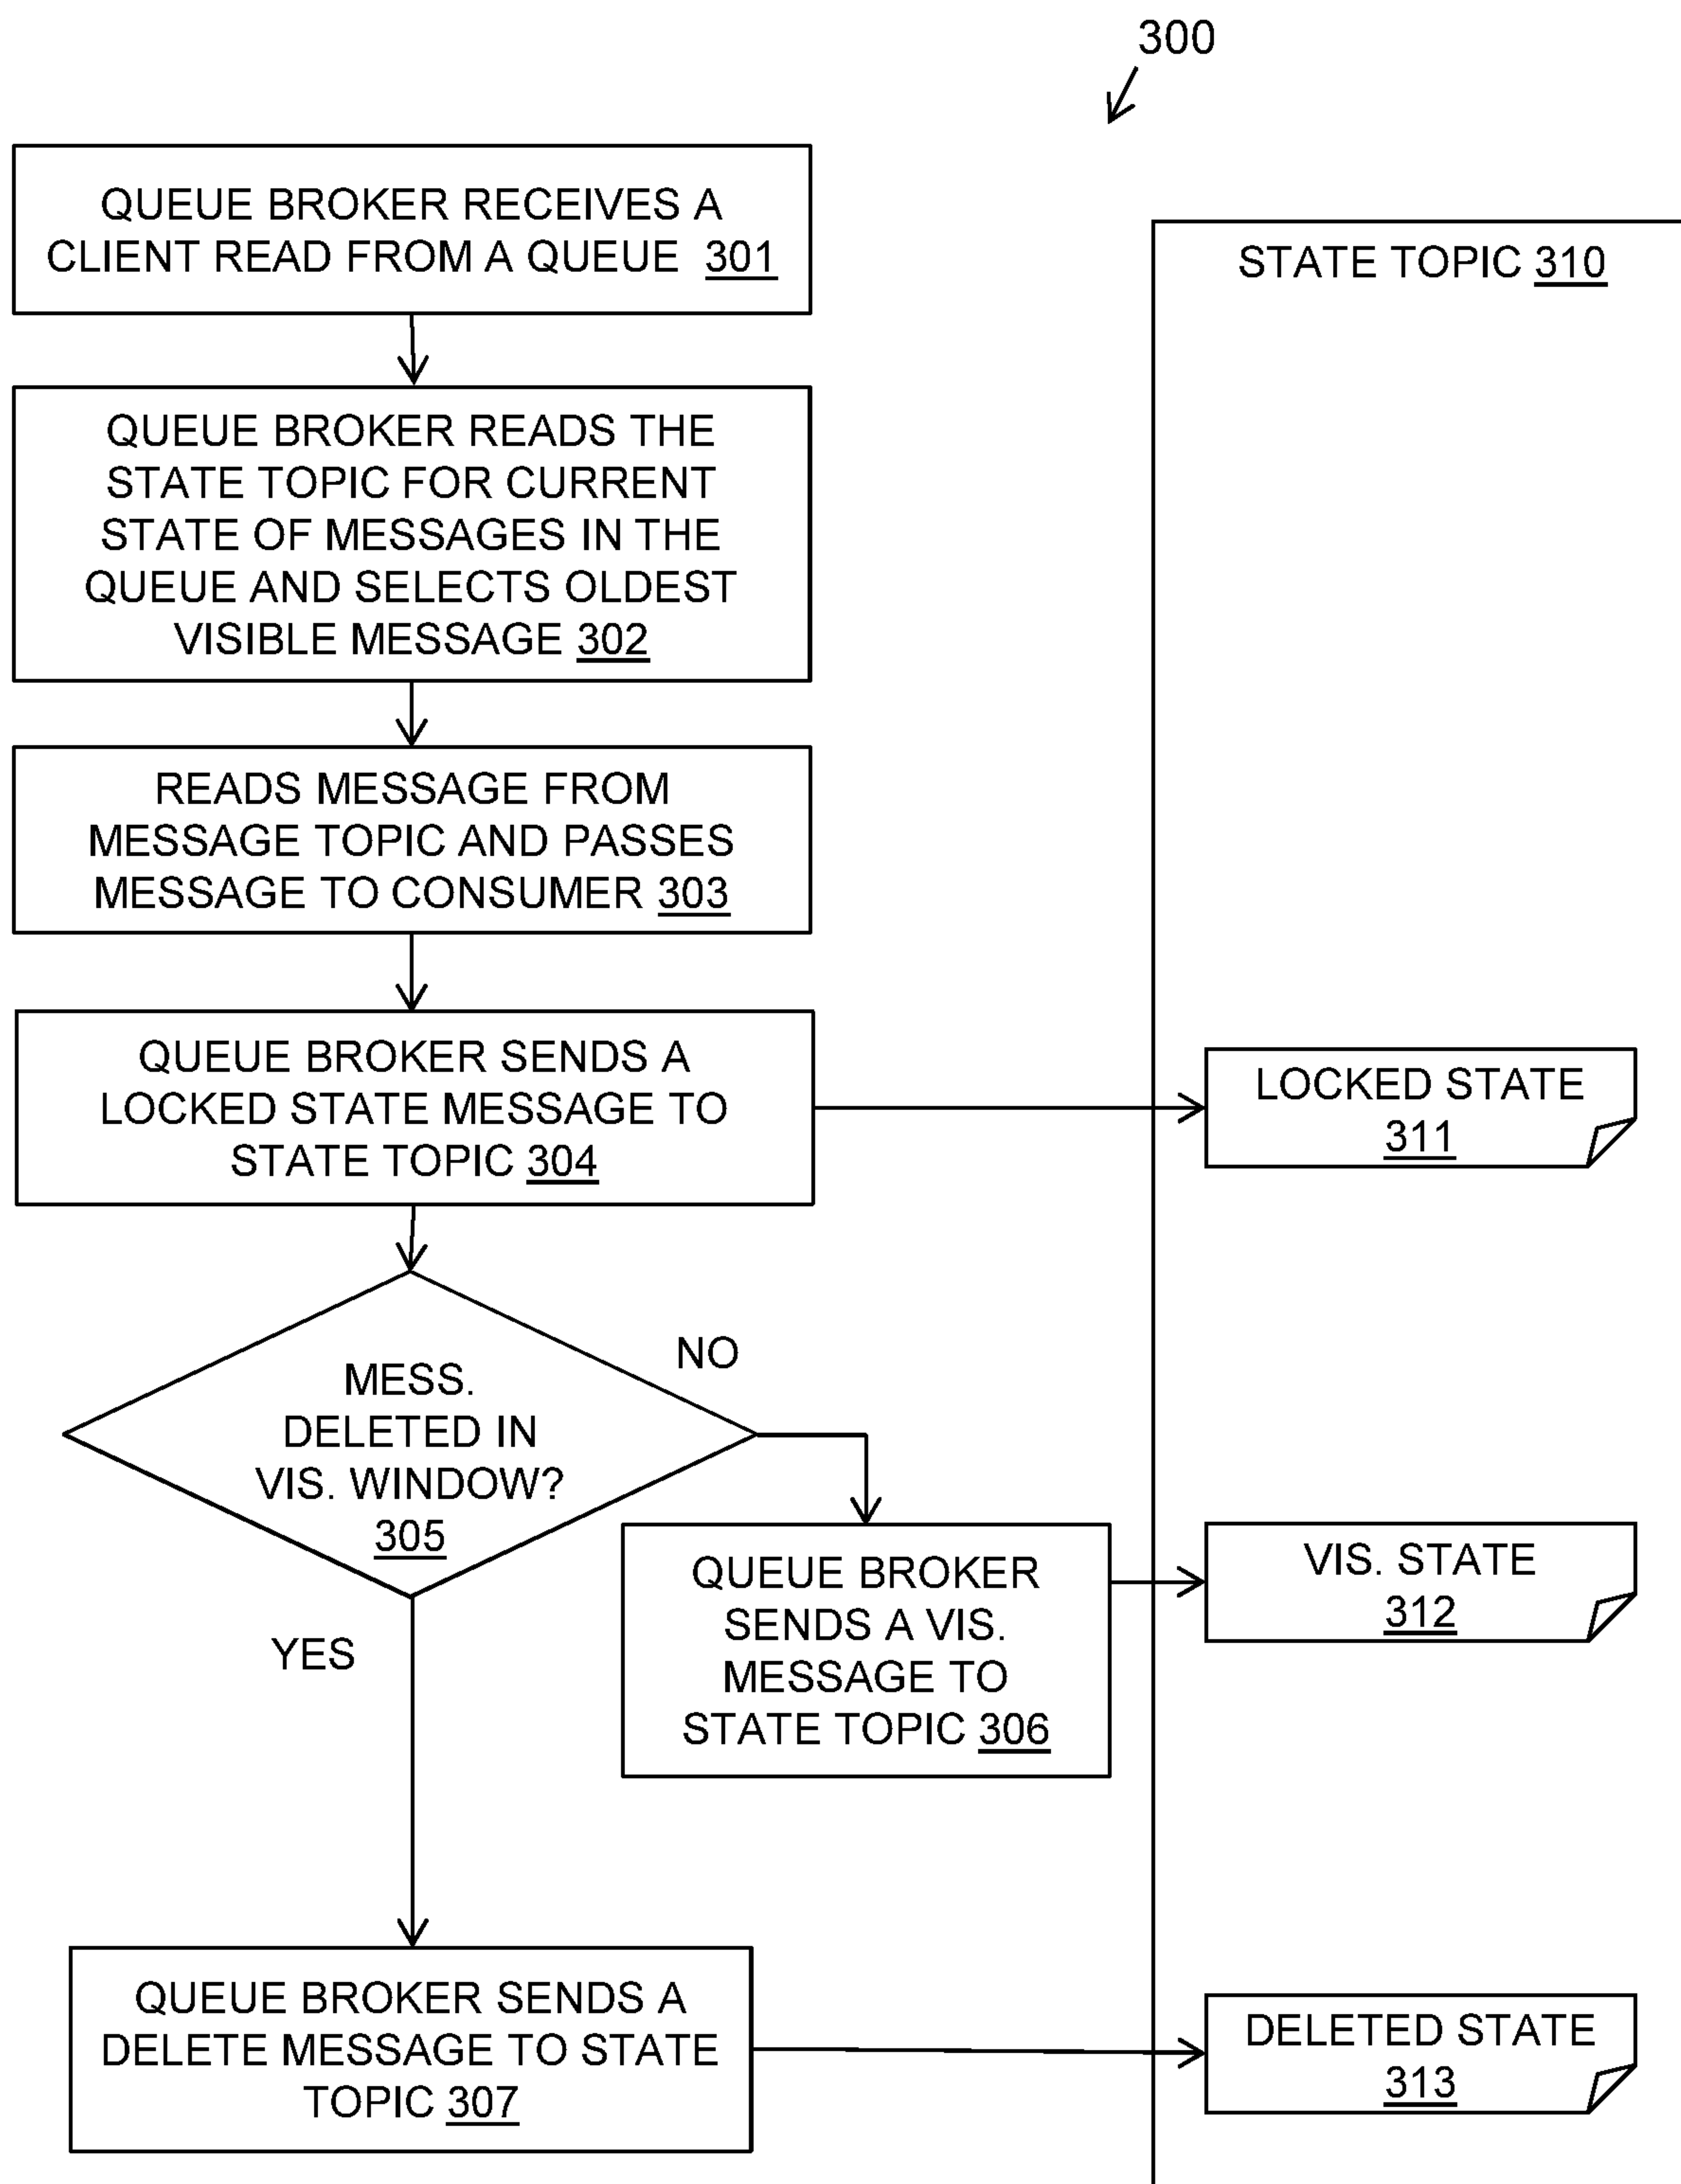 300
QUEUE BROKER RECEIVES A
CLIENT READ FROM A QUEUE 301
STATE TOPIC 310
QUEUE BROKER READS THE
STATE TOPIC FOR CURRENT
STATE OF MESSAGES IN THE
QUEUE AND SELECTS OLDEST
VISIBLE MESSAGE 302
READS MESSAGE FROM
MESSAGE TOPIC AND PASSES
MESSAGE TO CONSUMER 303
QUEUE BROKER SENDS A
LOCKED STATE MESSAGE TO
STATE TOPIC 304
LOCKED STATE
311
MESS.
DELETED IN
VIS. WINDOW?
305
NO
YES
QUEUE BROKER
SENDS A VIS.
MESSAGE TO
STATE TOPIC 306
VIS. STATE
312
QUEUE BROKER SENDS A
DELETE MESSAGE TO STATE
TOPIC 307
DELETED STATE
313